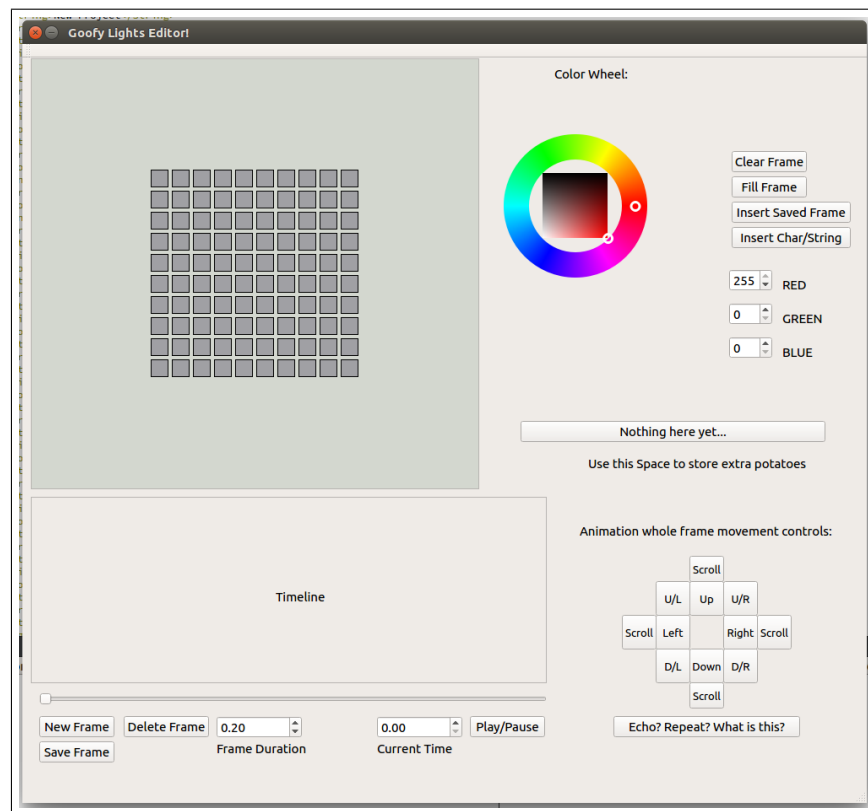 New Project
Goofy Lights Editor!
Color Wheel:
Clear Frame
Fill Frame
Insert Saved Frame
Insert Char/String
255 RED
0 GREEN
0 BLUE
Nothing here yet...
Use this Space to store extra potatoes
Timeline
Animation whole frame movement controls:
Scroll
U/L Up U/R
Scroll Left Right Scroll
D/L Down D/R
Scroll
New Frame Delete Frame 0.20 0.00 Play/Pause Echo? Repeat? What is this?
Save Frame Frame Duration Current Time